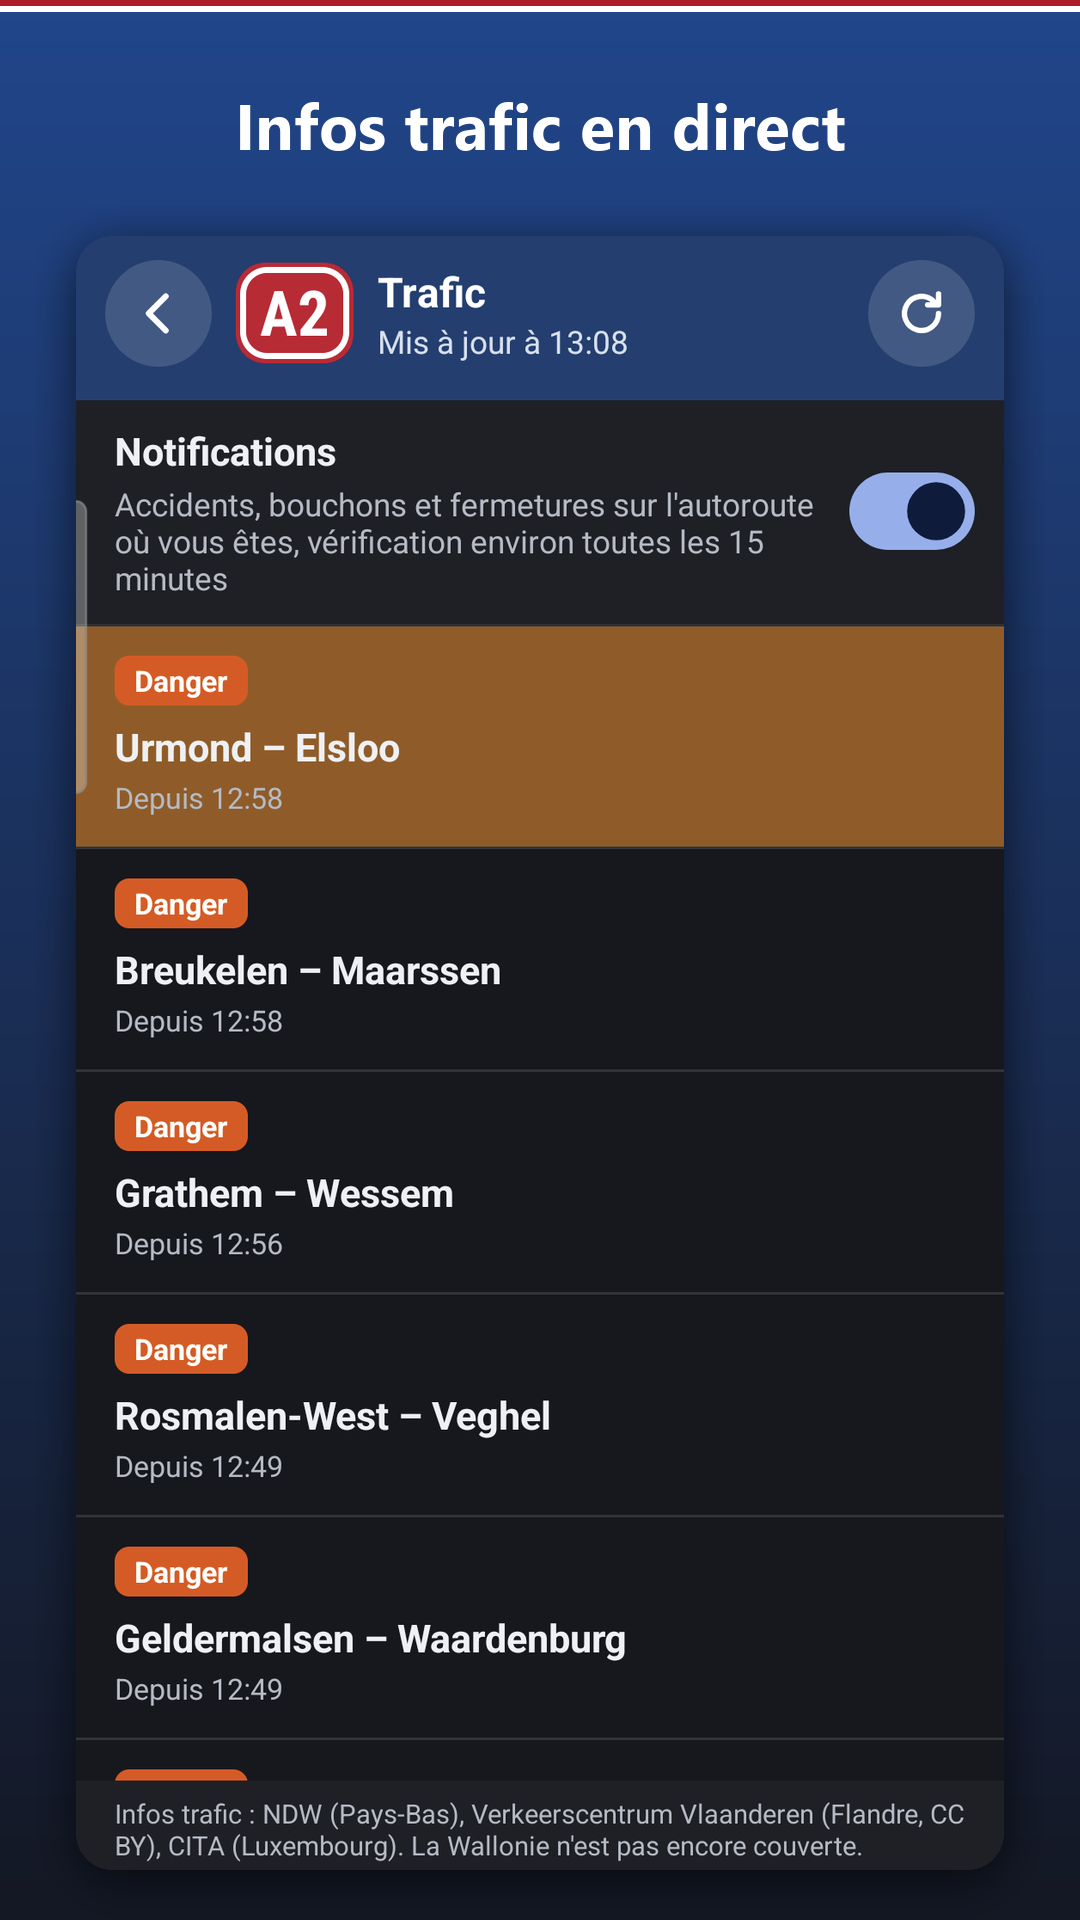 Infos trafic en direct
A2
Trafic
Mis à jour à 13:08
Notifications
Accidents, bouchons et fermetures sur l'autoroute
où vous êtes, vérification environ toutes les 15
minutes
Danger
Urmond – Elsloo
Depuis 12:58
Danger
Breukelen – Maarssen
Depuis 12:58
Danger
Grathem – Wessem
Depuis 12:56
Danger
Rosmalen-West – Veghel
Depuis 12:49
Danger
Geldermalsen – Waardenburg
Depuis 12:49
Infos trafic : NDW (Pays-Bas), Verkeerscentrum Vlaanderen (Flandre, CC
BY), CITA (Luxembourg). La Wallonie n'est pas encore couverte.